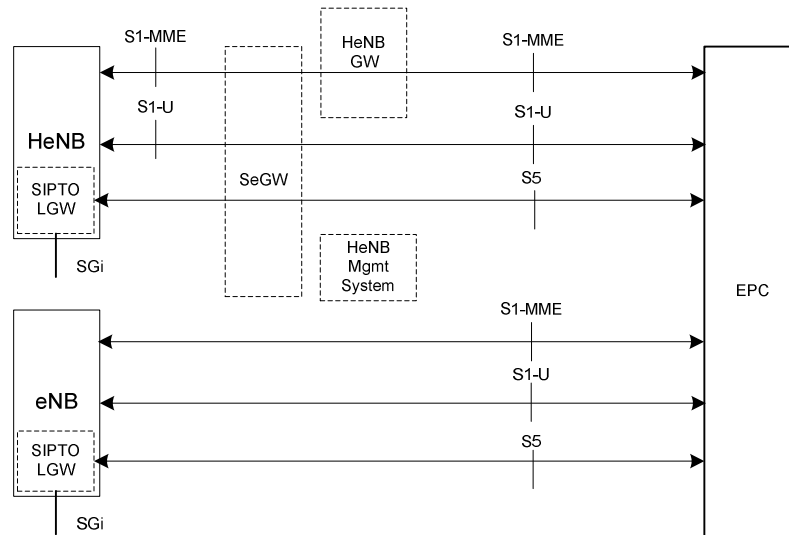 S1-MME
HeNB
GW
S1-MME
S1-U
S1-U
HeNB
SeGW
S5
SIPTO
LGW
HeNB
Mgmt
System
SGi
EPC
S1-MME
S1-U
eNB
S5
SIPTO
LGW
SGi